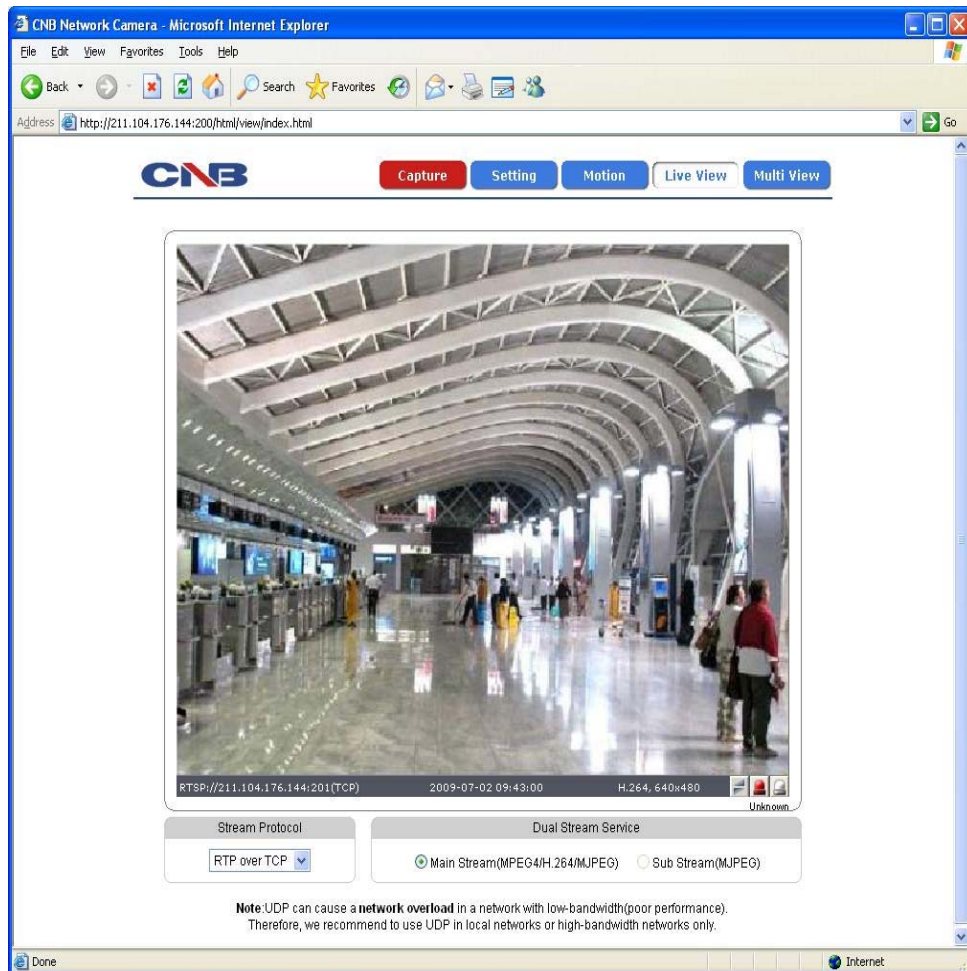 CNB Network Camera - Microsoft Internet Explorer
File Edit View Favorites Tools Help
Back Search Favorites
Address http://211.104.176.144:200/html/view/index.html Go
CNB Capture Setting Motion Live View Multi View
RTSP://211.104.176.144:201(TCP) 2009-07-02 09:43:00 H.264, 640x480
Unknown
Stream Protocol Dual Stream Service
RTP over TCP Main Stream(MPEG4/H.264/MJPEG) Sub Stream(MJPEG)
Note:UDP can cause a network overload in a network with low-bandwidth(poor performance).
Therefore, we recommend to use UDP in local networks or high-bandwidth networks only.
Done Internet